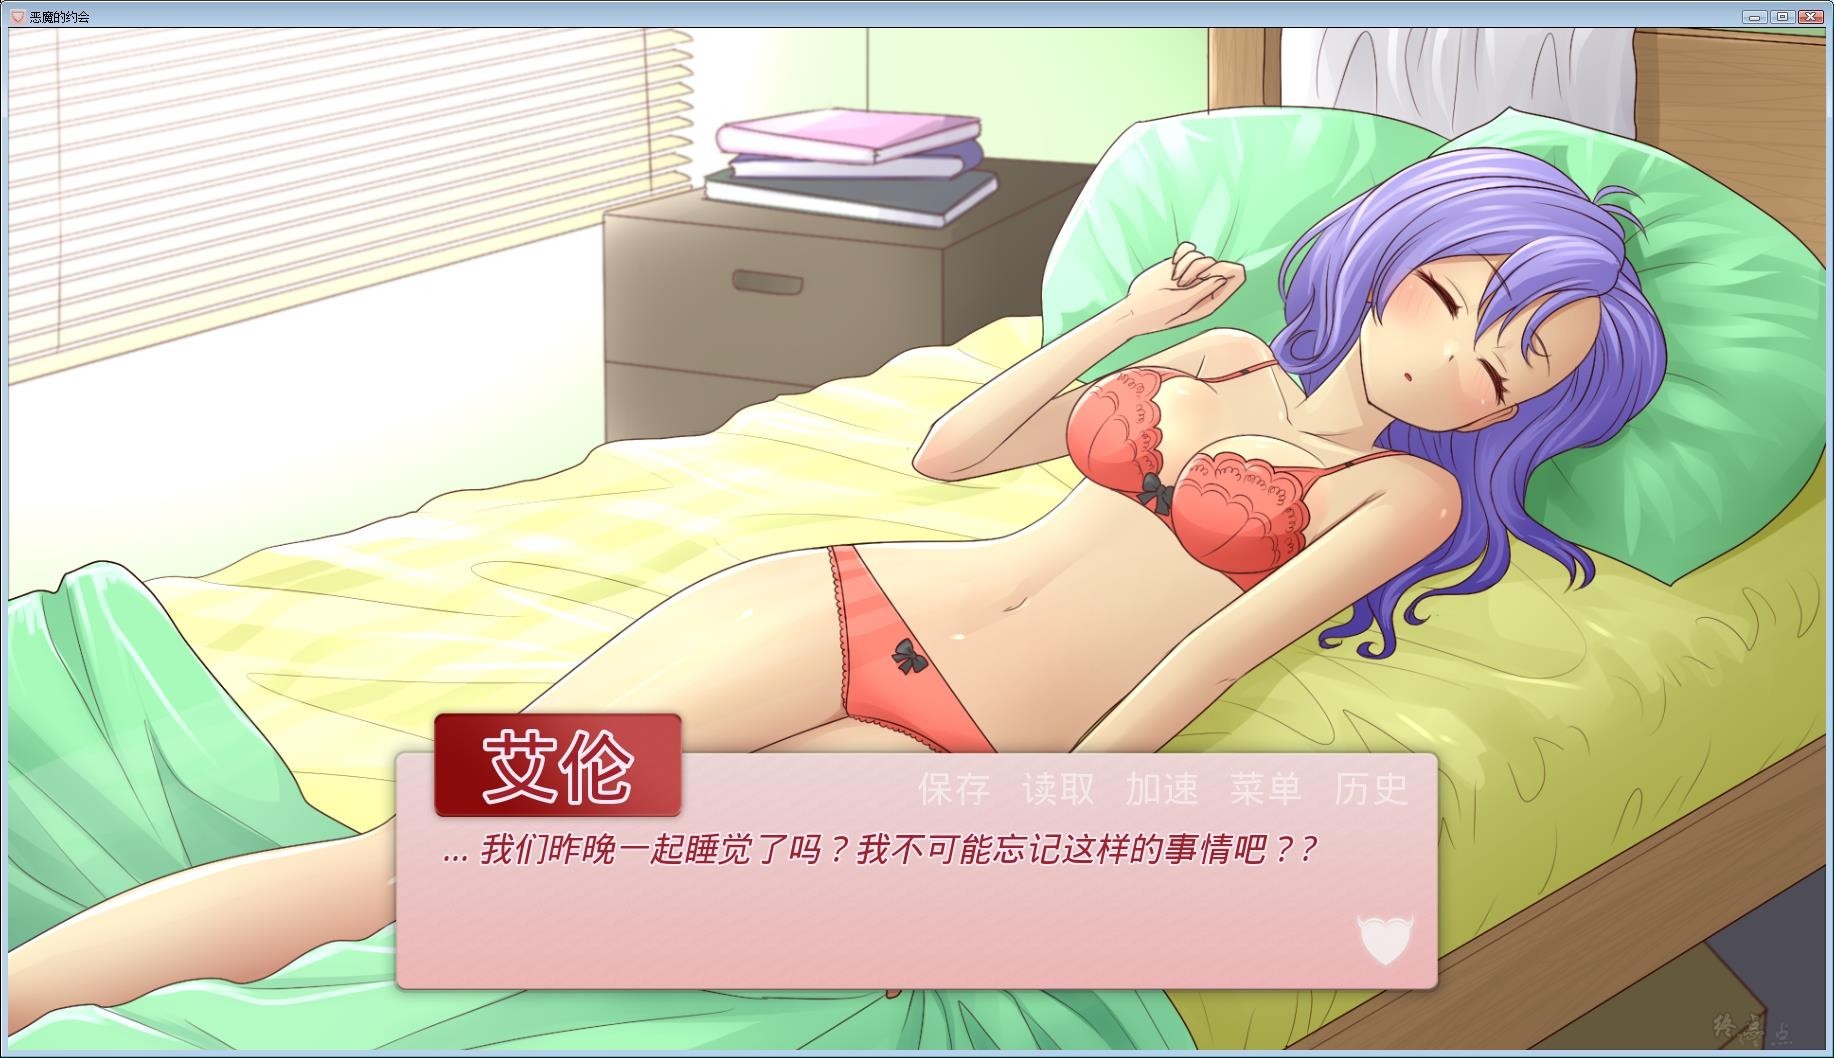 恶魔的约会
艾伦
保存 读取 加速 菜单 历史
... 我们昨晚一起睡觉了吗？我不可能忘记这样的事情吧？?
终点